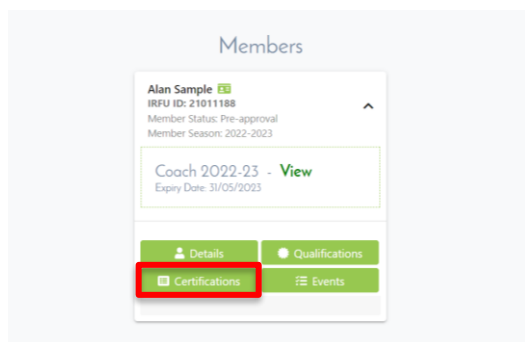 Members
Alan Sample
IRFU ID: 21011188
Member Status: Pre-approval
Member Season: 2022-2023
Coach 2022-23 - View
Expiry Date: 31/05/2023
Details
Qualifications
Certifications
Events